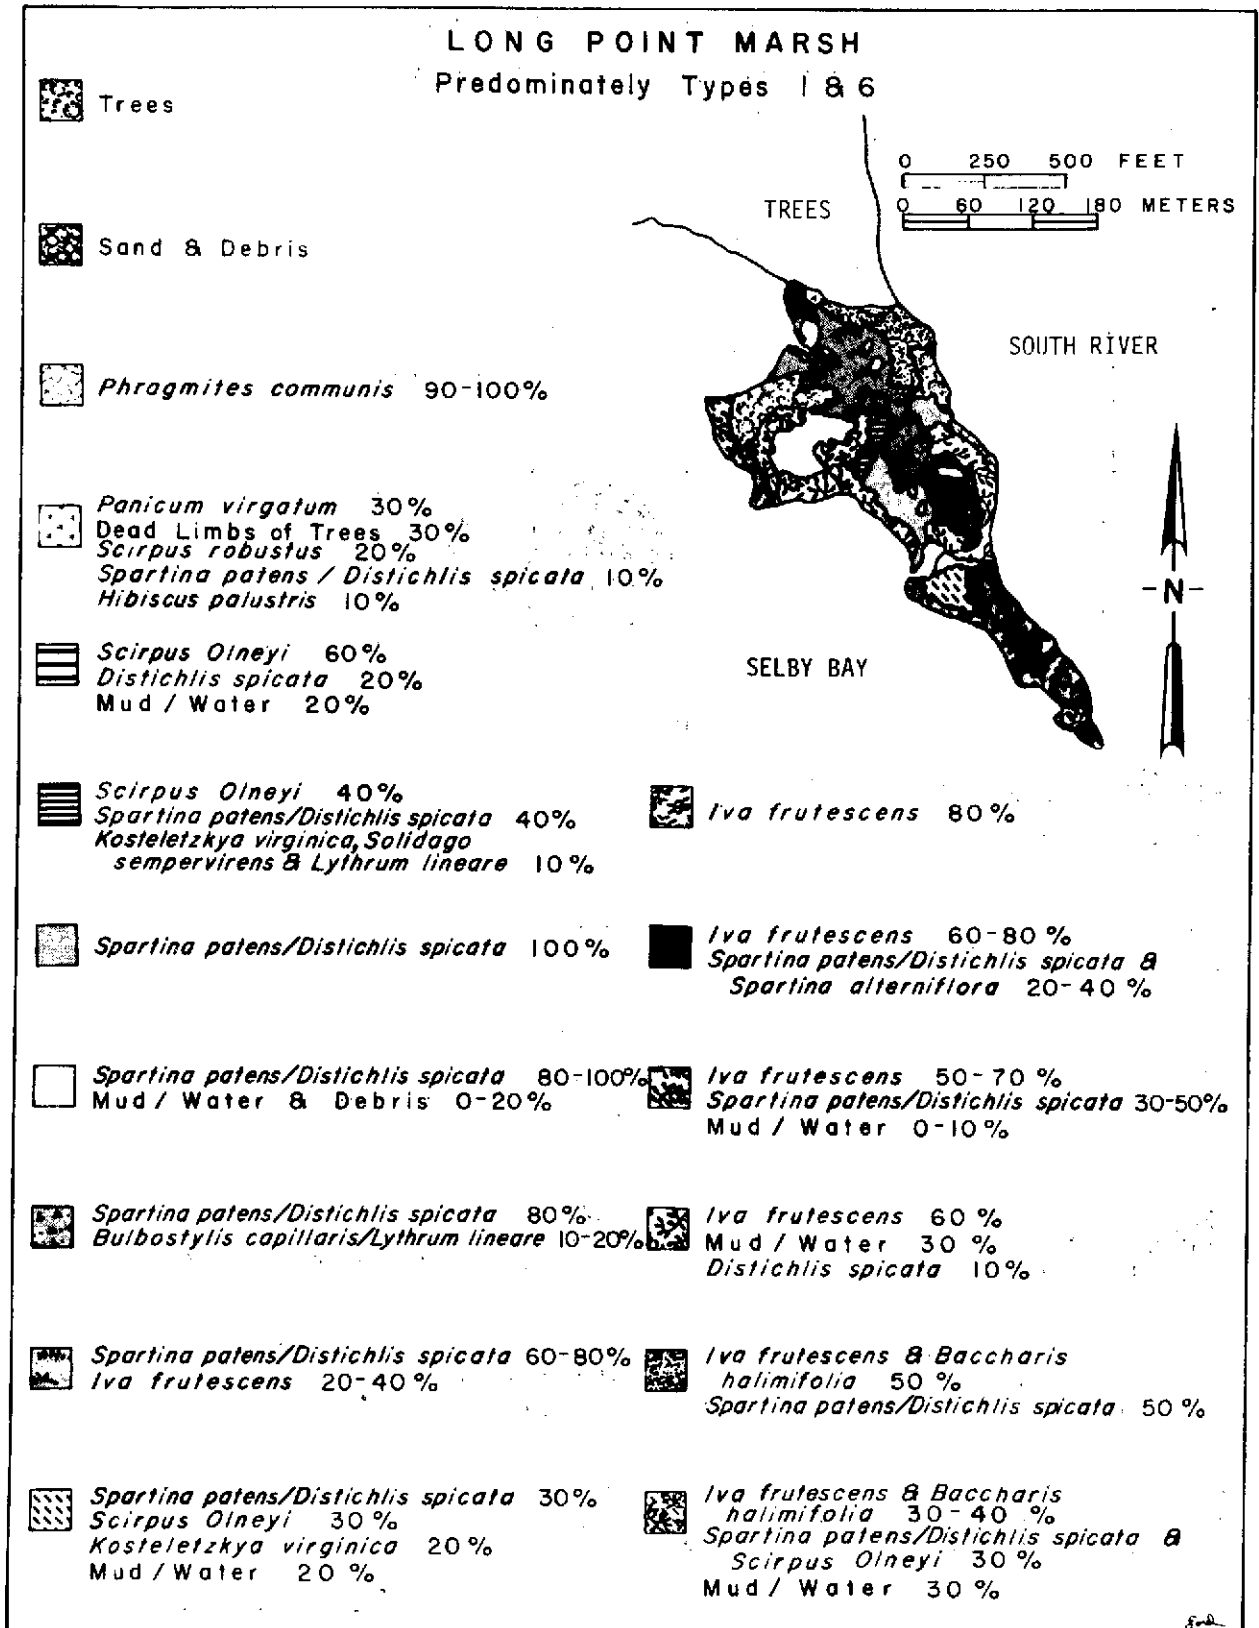 LONG POINT MARSH
Predominately Types 1 & 6
Trees
Sand & Debris
Phragmites communis 90-100%
Panicum virgatum 30%
Dead Limbs of Trees 30%
Scirpus robustus 20%
Spartina patens / Distichlis spicata 10%
Hibiscus palustris 10%
Scirpus Olneyi 60%
Distichlis spicata 20%
Mud / Water 20%
Scirpus Olneyi 40%
Spartina patens/Distichlis spicata 40%
Kosteletzkya virginica, Solidago
sempervirens & Lythrum lineare 10%
Spartina patens/Distichlis spicata 100%
Spartina patens/Distichlis spicata 80-100%
Mud / Water & Debris 0-20%
Spartina patens/Distichlis spicata 80%
Bulbostylis capillaris/Lythrum lineare 10-20%
Spartina patens/Distichlis spicata 60-80%
Iva frutescens 20-40%
Spartina patens/Distichlis spicata 30%
Scirpus Olneyi 30%
Kosteletzkya virginica 20%
Mud / Water 20%
0 250 500 FEET
0 60 120 180 METERS
TREES
SOUTH RIVER
-N-
SELBY BAY
Iva frutescens 80%
Iva frutescens 60-80%
Spartina patens/Distichlis spicata &
Spartina alterniflora 20-40%
Iva frutescens 50-70%
Spartina patens/Distichlis spicata 30-50%
Mud / Water 0-10%
Iva frutescens 60%
Mud / Water 30%
Distichlis spicata 10%
Iva frutescens & Baccharis
halimifolia 50%
Spartina patens/Distichlis spicata 50%
Iva frutescens & Baccharis
halimifolia 30-40%
Spartina patens/Distichlis spicata &
Scirpus Olneyi 30%
Mud / Water 30%